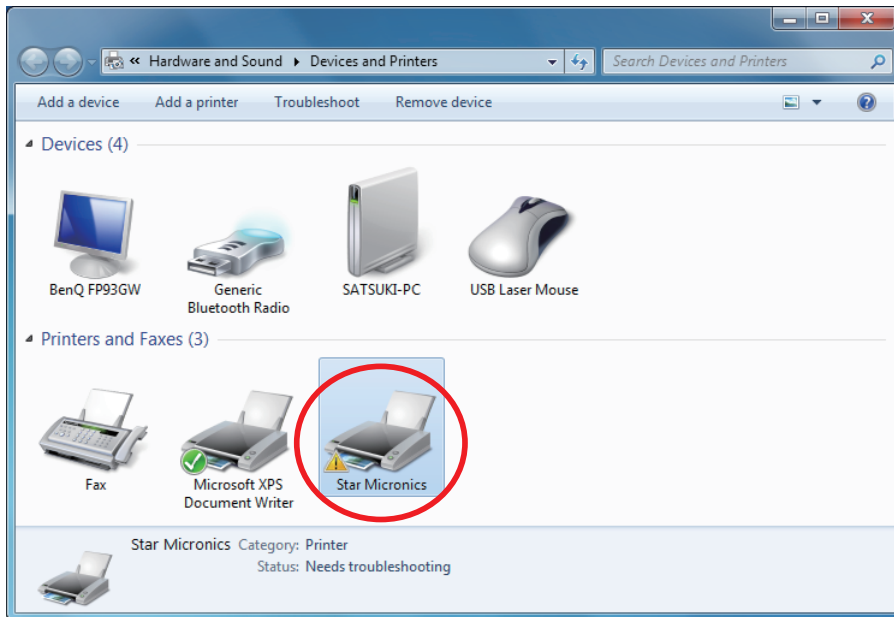 « Hardware and Sound ▸ Devices and Printers
Search Devices and Printers
Add a device Add a printer Troubleshoot Remove device
Devices (4)
BenQ FP93GW
Generic
Bluetooth Radio
SATSUKI-PC
USB Laser Mouse
Printers and Faxes (3)
Fax
Microsoft XPS
Document Writer
Star Micronics
Star Micronics Category: Printer
Status: Needs troubleshooting